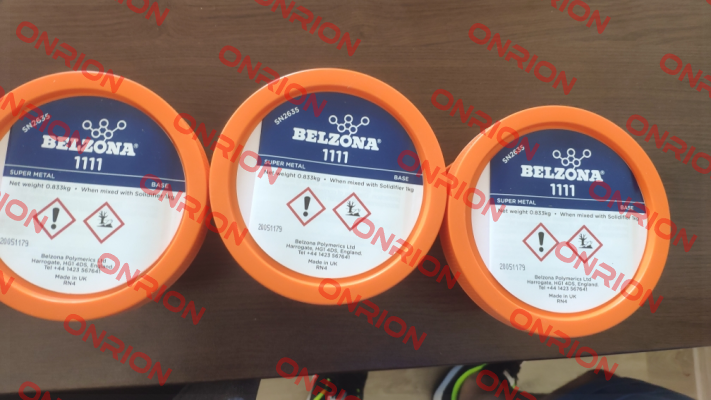 SN2635
BELZONA®
1111
SUPER METAL
BASE
Net weight 0.833kg • When mixed with Solidifier 1kg
20051179
Belzona Polymerics Ltd
Harrogate, HG1 4DS, England
Tel +44 1423 567641
Made in UK
RN4
SN2635
BELZONA®
1111
SUPER METAL
BASE
Net weight 0.833kg • When mixed with Solidifier 1kg
20051179
Belzona Polymerics Ltd
Harrogate, HG1 4DS, England
Tel +44 1423 567641
Made in UK
RN4
SN2635
BELZONA®
1111
SUPER METAL
BASE
Net weight 0.833kg • When mixed with Solidifier 1kg
20051179
Belzona Polymerics Ltd
Harrogate, HG1 4DS, England
Tel +44 1423 567641
Made in UK
RN4
ONRION